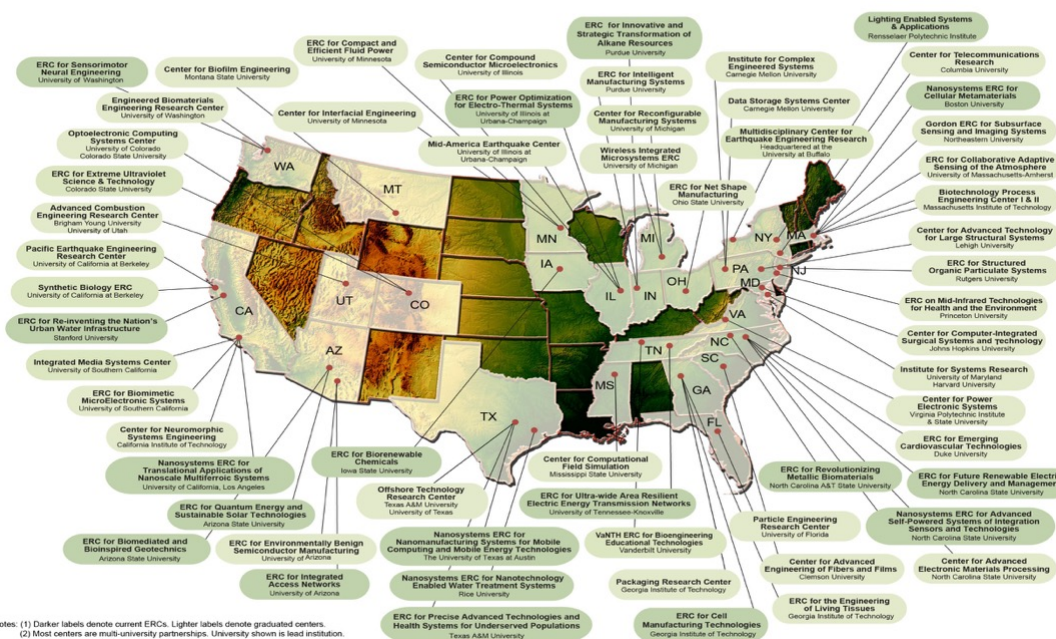 ERC for Sensorimotor
Neural Engineering
University of Washington
Center for Biofilm Engineering
Montana State University
ERC for Compact and
Efficient Fluid Power
University of Minnesota
Center for Compound
Semiconductor Microelectronics
University of Illinois
ERC for Innovative and
Strategic Transformation of
Alkane Resources
Purdue University
Institute for Complex
Engineered Systems
Carnegie Mellon University
Lighting Enabled Systems
& Applications
Rensselaer Polytechnic Institute
Engineered Biomaterials
Engineering Research Center
University of Washington
Center for Interfacial Engineering
University of Minnesota
ERC for Power Optimization
for Electro-Thermal Systems
University of Illinois at
Urbana-Champaign
ERC for Intelligent
Manufacturing Systems
Purdue University
Data Storage Systems Center
Carnegie Mellon University
Center for Telecommunications
Research
Columbia University
Optoelectronic Computing
Systems Center
University of Colorado
Colorado State University
Mid-America Earthquake Center
University of Illinois at
Urbana-Champaign
Center for Reconfigurable
Manufacturing Systems
University of Michigan
Multidisciplinary Center for
Earthquake Engineering Research
Headquartered at the
University at Buffalo
Nanosystems ERC for
Cellular Metamaterials
Boston University
ERC for Extreme Ultraviolet
Science & Technology
Colorado State University
Wireless Integrated
Microsystems ERC
University of Michigan
ERC for Net Shape
Manufacturing
Ohio State University
Gordon ERC for Subsurface
Sensing and Imaging Systems
Northeastern University
Advanced Combustion
Engineering Research Center
Brigham Young University
University of Utah
ERC for Collaborative Adaptive
Sensing of the Atmosphere
University of Massachusetts-Amherst
Pacific Earthquake Engineering
Research Center
University of California at Berkeley
Biotechnology Process
Engineering Center I & II
Massachusetts Institute of Technology
Synthetic Biology ERC
University of California at Berkeley
Center for Advanced Technology
for Large Structural Systems
Lehigh University
ERC for Re-inventing the Nation's
Urban Water Infrastructure
Stanford University
ERC for Structured
Organic Particulate Systems
Rutgers University
Integrated Media Systems Center
University of Southern California
ERC on Mid-Infrared Technologies
for Health and the Environment
Princeton University
ERC for Biomimetic
MicroElectronic Systems
University of Southern California
Center for Computer-Integrated
Surgical Systems and Technology
Johns Hopkins University
Center for Neuromorphic
Systems Engineering
California Institute of Technology
Institute for Systems Research
University of Maryland
Harvard University
Nanosystems ERC for
Translational Applications of
Nanoscale Multiferroic Systems
University of California, Los Angeles
Center for Power
Electronic Systems
Virginia Polytechnic Institute
& State University
ERC for Quantum Energy and
Sustainable Solar Technologies
Arizona State University
ERC for Emerging
Cardiovascular Technologies
Duke University
ERC for Biomediated and
Bioinspired Geotechnics
Arizona State University
ERC for Future Renewable Electric
Energy Delivery and Management
North Carolina State University
ERC for Environmentally Benign
Semiconductor Manufacturing
University of Arizona
ERC for Revolutionizing
Metallic Biomaterials
North Carolina A&T State University
ERC for Integrated
Access Networks
University of Arizona
Nanosystems ERC for Advanced
Self-Powered Systems of Integration
Sensors and Technologies
North Carolina State University
ERC for Biorenewable
Chemicals
Iowa State University
Center for Advanced
Electronic Materials Processing
North Carolina State University
Offshore Technology
Research Center
Texas A&M University
University of Texas
Center for Computational
Field Simulation
Mississippi State University
Particle Engineering
Research Center
University of Florida
Nanosystems ERC for
Nanomanufacturing Systems for Mobile
Computing and Mobile Energy Technologies
The University of Texas at Austin
ERC for Ultra-wide Area Resilient
Electric Energy Transmission Networks
University of Tennessee-Knoxville
Center for Advanced
Engineering of Fibers and Films
Clemson University
Nanosystems ERC for Nanotechnology
Enabled Water Treatment Systems
Rice University
VaNTH ERC for Bioengineering
Educational Technologies
Vanderbilt University
ERC for the Engineering
of Living Tissues
Georgia Institute of Technology
ERC for Precise Advanced Technologies and
Health Systems for Underserved Populations
Texas A&M University
Packaging Research Center
Georgia Institute of Technology
ERC for Cell
Manufacturing Technologies
Georgia Institute of Technology
WA
MT
MN
MI
NY
MA
IA
PA
NJ
OH
MD
IL
IN
UT
CO
CA
VA
NC
TN
SC
AZ
MS
GA
TX
FL
otes: (1) Darker labels denote current ERCs. Lighter labels denote graduated centers.
(2) Most centers are multi-university partnerships. University shown is lead institution.